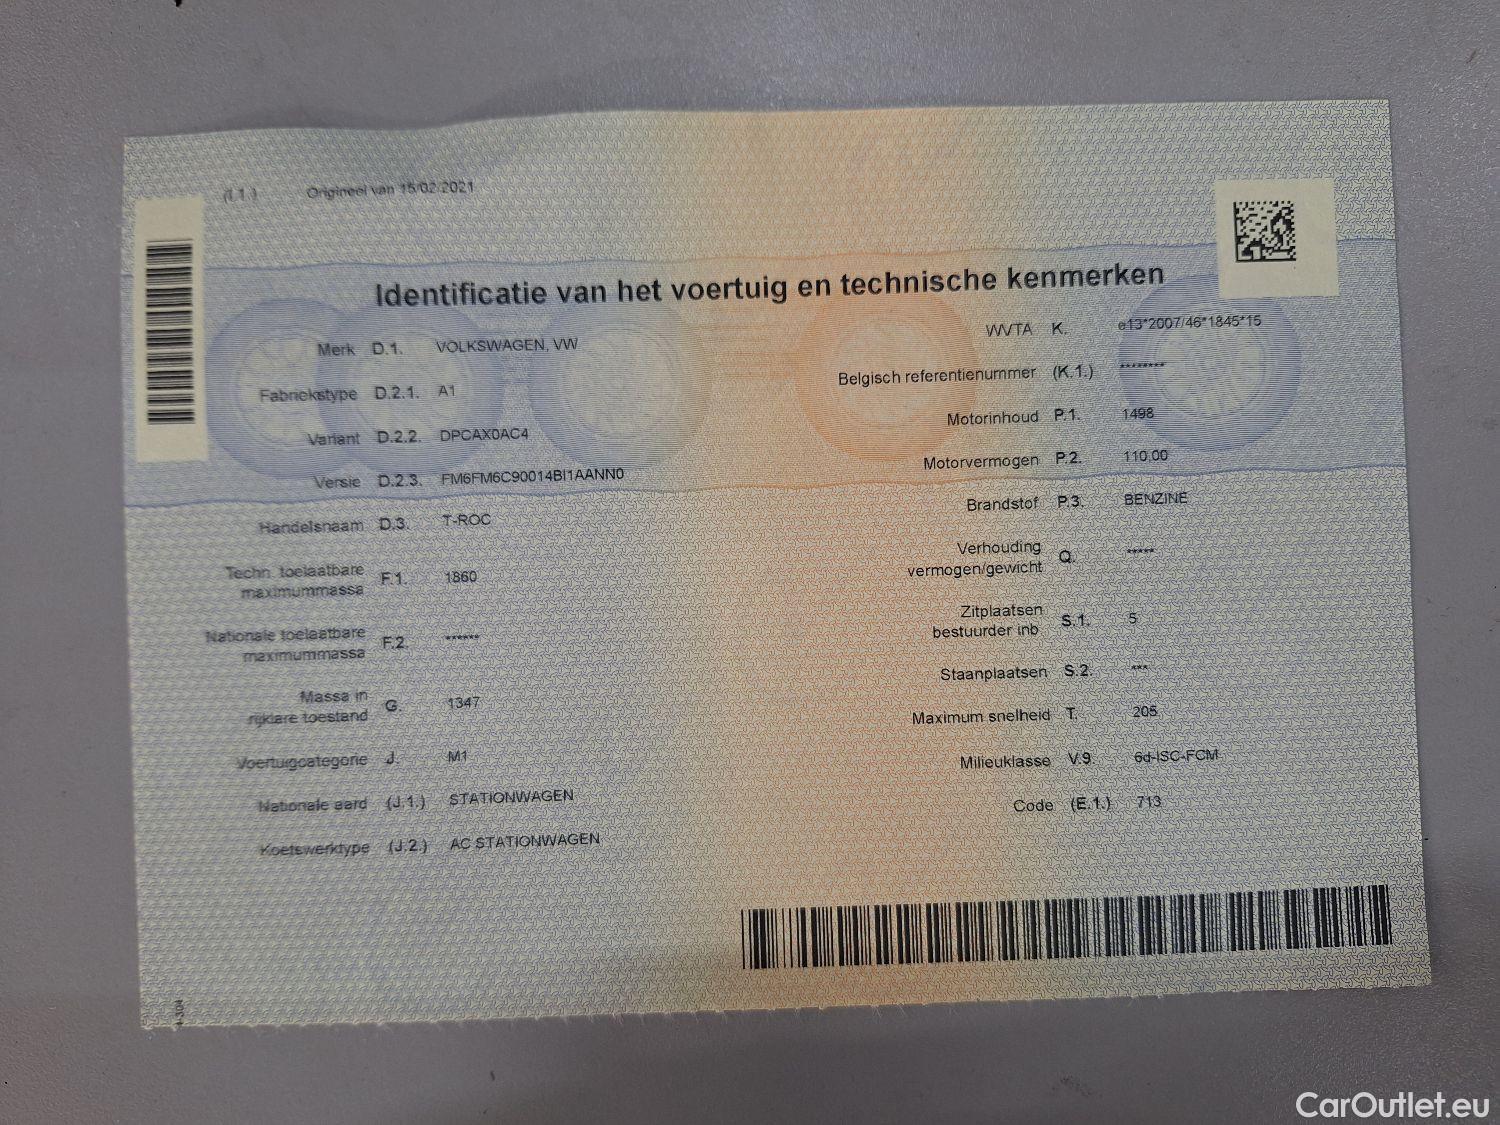 (I.1.) Origineel van 15/02/2021
Identificatie van het voertuig en technische kenmerken
Merk D.1. VOLKSWAGEN, VW
Fabriekstype D.2.1. A1
Variant D.2.2. DPCAX0AC4
Versie D.2.3. FM6FM6C90014BI1AANN0
Handelsnaam D.3. T-ROC
Techn. toelaatbare
maximummassa F.1. 1860
Nationale toelaatbare
maximummassa F.2. ******
Massa in
rijklare toestand G. 1347
Voertuigcategorie J. M1
Nationale aard (J.1.) STATIONWAGEN
Koetswerktype (J.2.) AC STATIONWAGEN
WVTA K. e13*2007/46*1845*15
Belgisch referentienummer (K.1.) ********
Motorinhoud P.1. 1498
Motorvermogen P.2. 110.00
Brandstof P.3. BENZINE
Verhouding
vermogen/gewicht Q. *****
Zitplaatsen
bestuurder inb S.1. 5
Staanplaatsen S.2. ***
Maximum snelheid T. 205
Milieuklasse V.9. 6d-ISC-FCM
Code (E.1.) 713
CarOutlet.eu